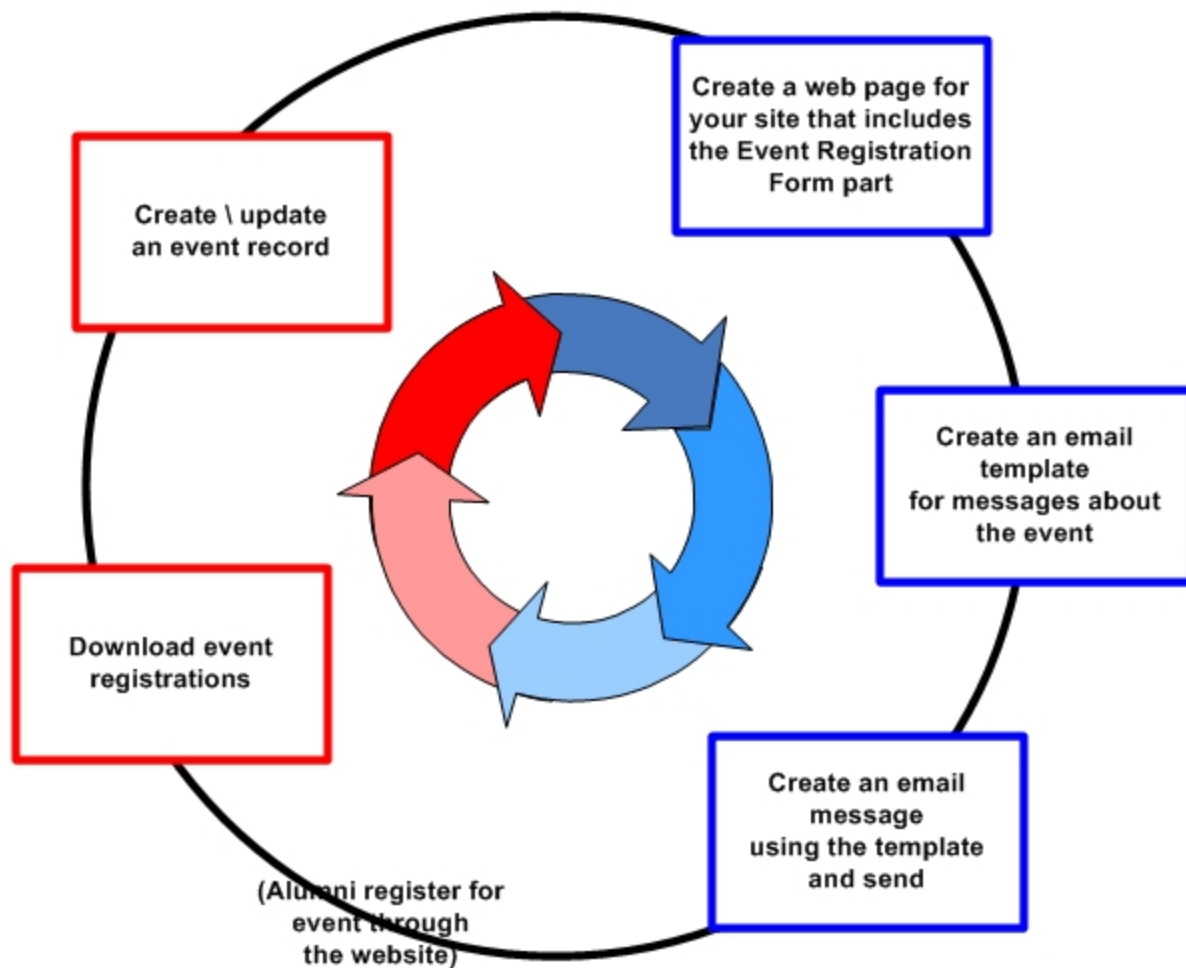 Create a web page for
your site that includes
the Event Registration
Form part
Create \ update
an event record
Create an email
template
for messages about
the event
Download event
registrations
Create an email
message
using the template
and send
(Alumni register for
event through
the website)